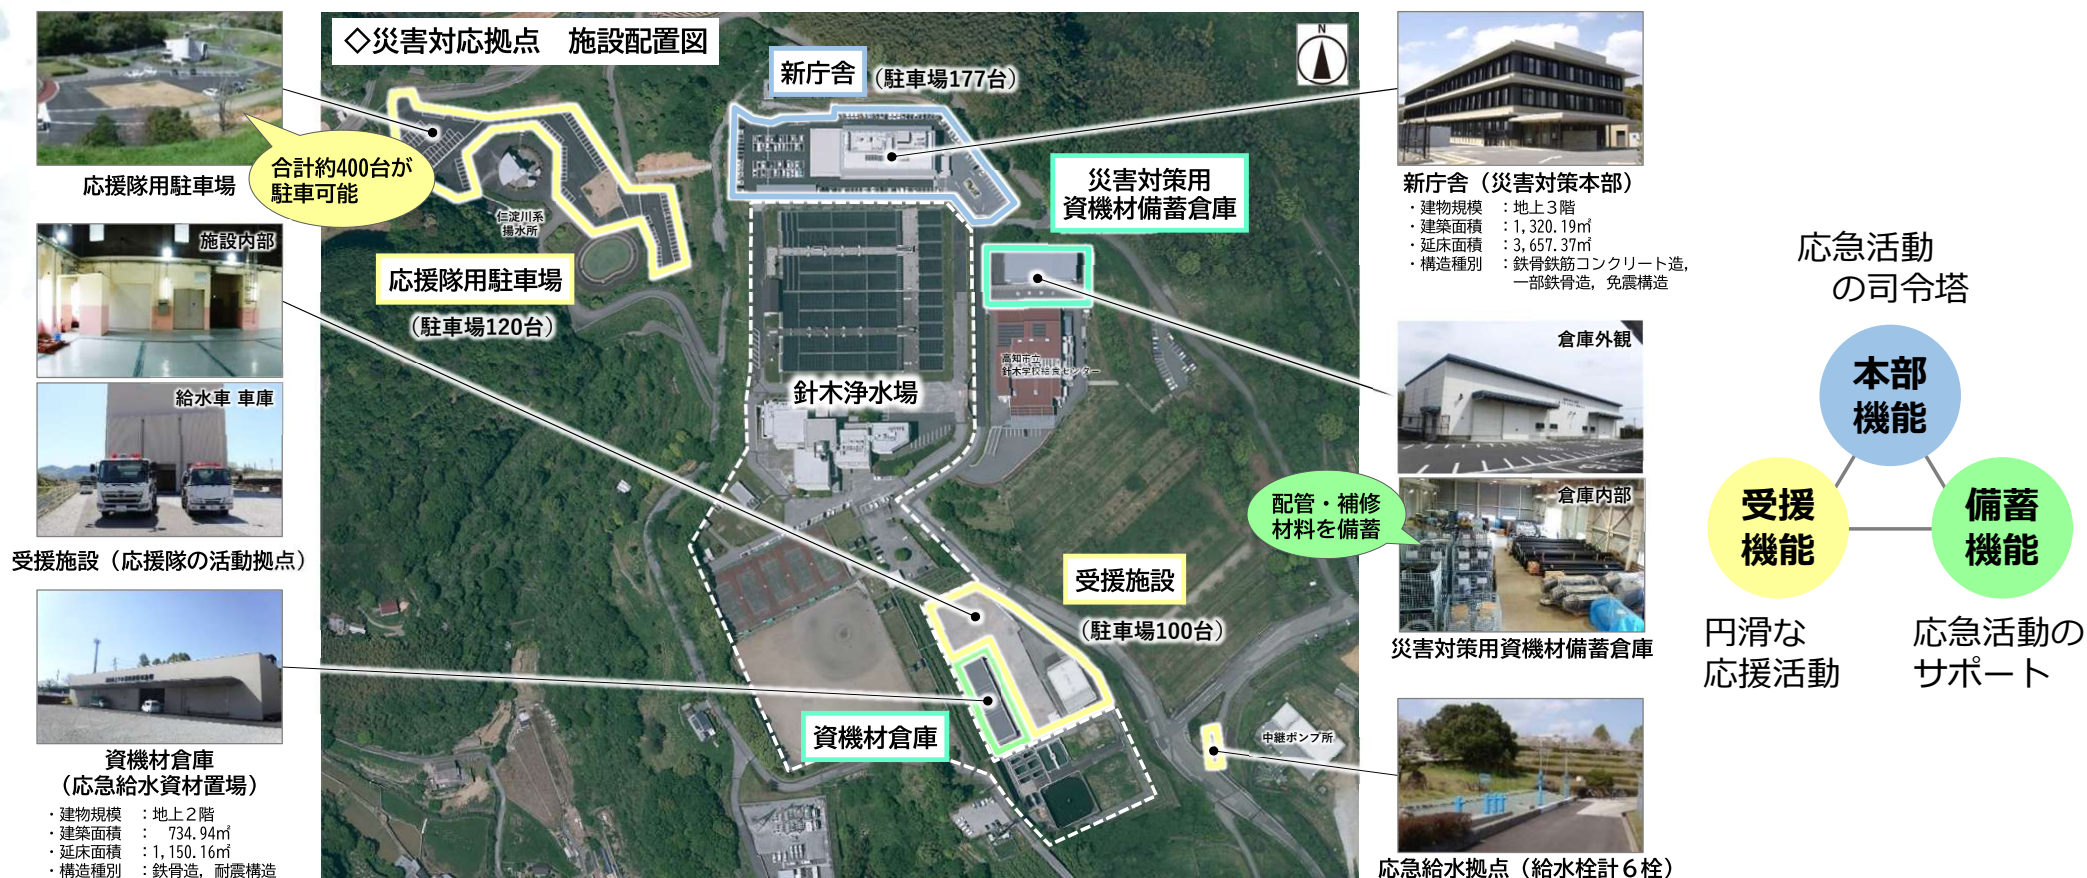 ◇災害対応拠点　施設配置図
N
応援隊用駐車場
合計約400台が
駐車可能
施設内部
給水車 車庫
受援施設（応援隊の活動拠点）
資機材倉庫
（応急給水資材置場）
・建物規模　：地上２階
・建築面積　：　734.94㎡
・延床面積　：1,150.16㎡
・構造種別　：鉄骨造，耐震構造
新庁舎
（駐車場177台）
災害対策用
資機材備蓄倉庫
仁淀川系
揚水所
応援隊用駐車場
（駐車場120台）
高知市立
針木学校給食センター
針木浄水場
受援施設
（駐車場100台）
資機材倉庫
中継ポンプ所
新庁舎（災害対策本部）
・建物規模　：地上３階
・建築面積　：1,320.19㎡
・延床面積　：3,657.37㎡
・構造種別　：鉄骨鉄筋コンクリート造，
一部鉄骨造，免震構造
倉庫外観
配管・補修
材料を備蓄
倉庫内部
災害対策用資機材備蓄倉庫
応急給水拠点（給水栓計６栓）
応急活動
の司令塔
本部
機能
受援
機能
備蓄
機能
円滑な
応援活動
応急活動の
サポート